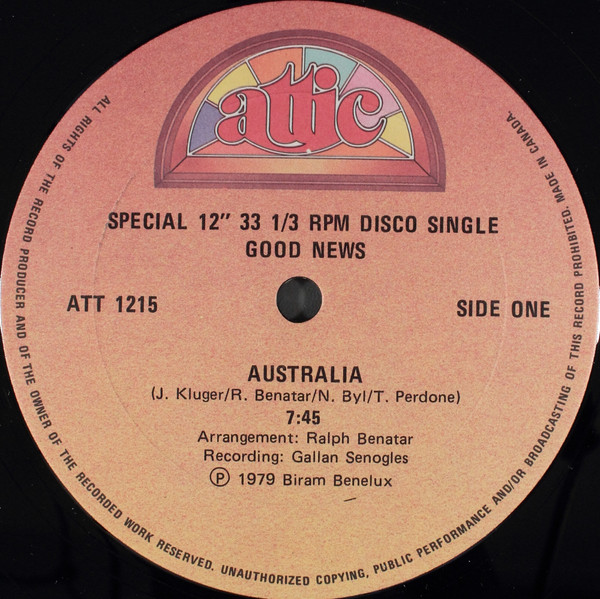 attic
SPECIAL 12" 33 1/3 RPM DISCO SINGLE
GOOD NEWS
ATT 1215
SIDE ONE
AUSTRALIA
(J. Kluger/R. Benatar/N. Byl/T. Perdone)
7:45
Arrangement: Ralph Benatar
Recording: Gallan Senogles
Ⓟ 1979 Biram Benelux
ALL RIGHTS OF THE RECORD PRODUCER AND OF THE OWNER OF THE RECORDED WORK RESERVED. UNAUTHORIZED COPYING, PUBLIC PERFORMANCE AND/OR BROADCASTING OF THIS RECORD PROHIBITED. MADE IN CANADA.